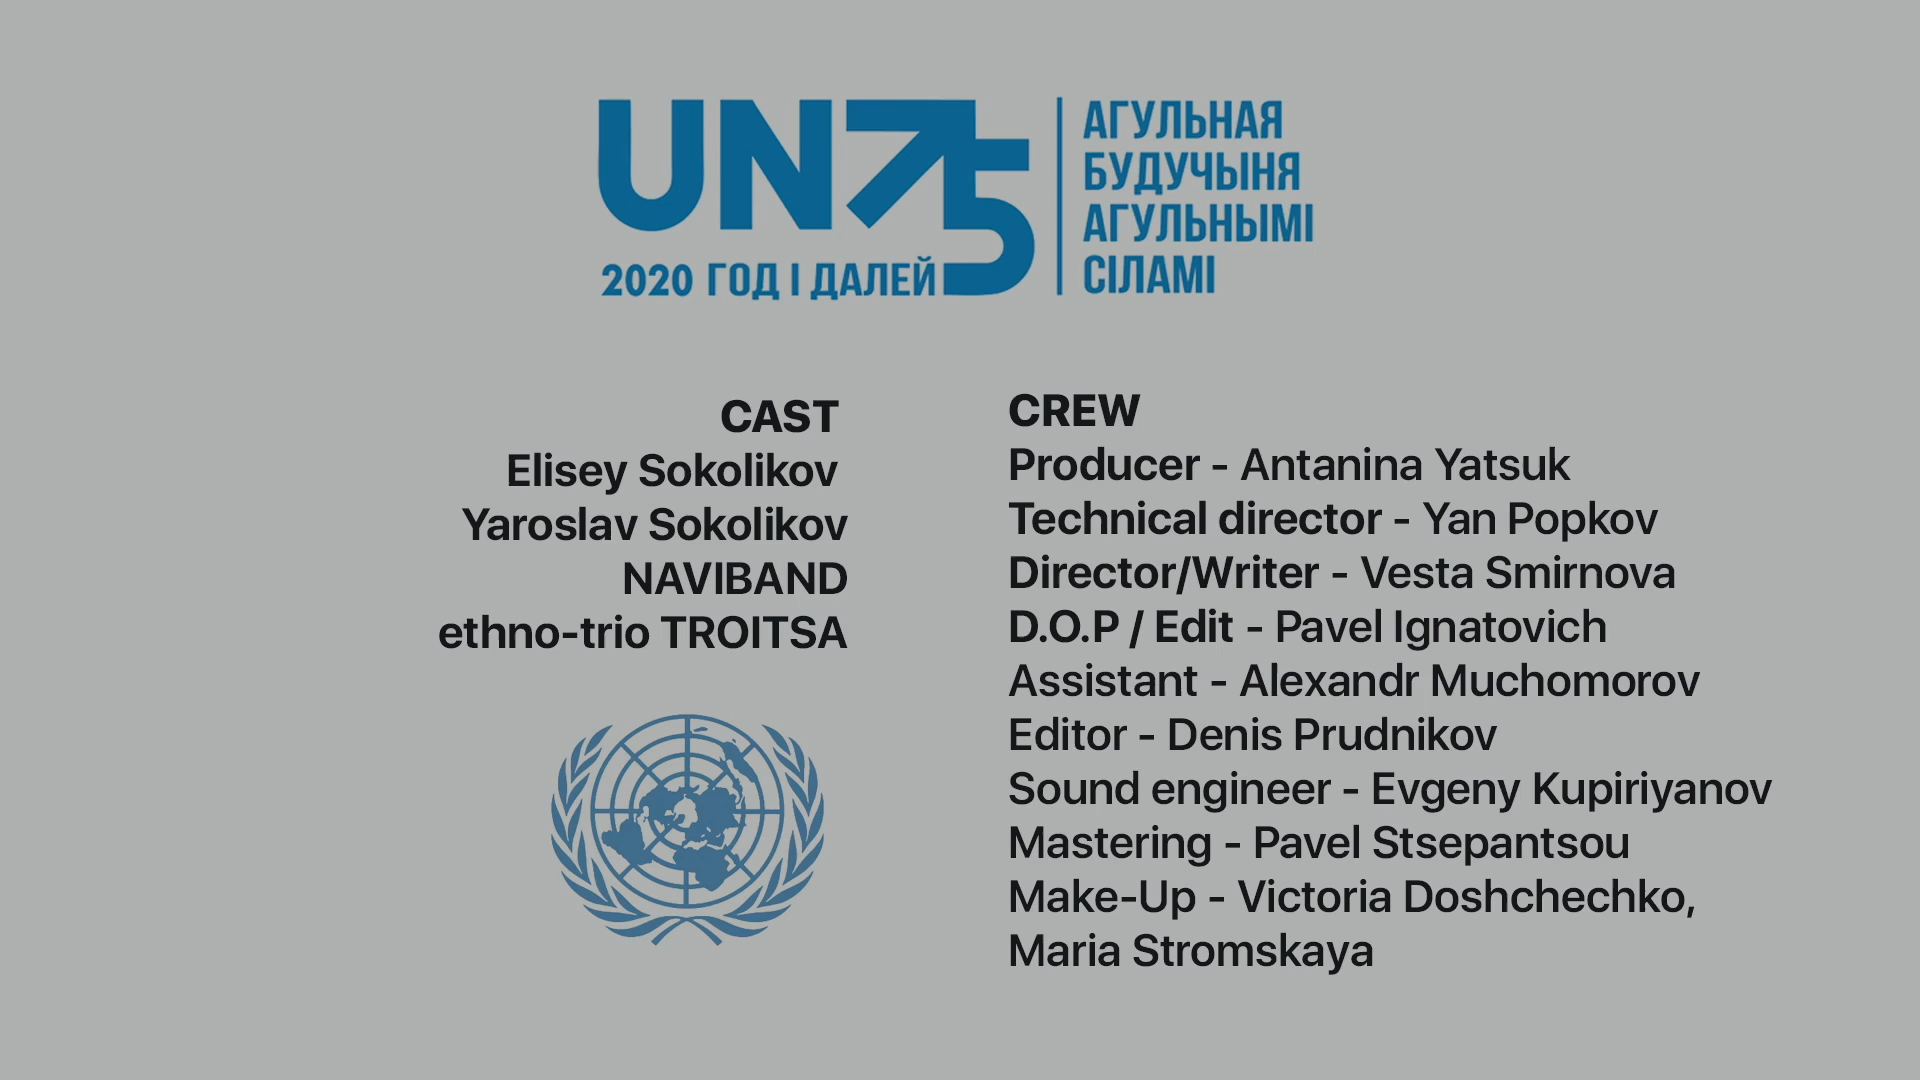 UN75
2020 ГОД І ДАЛЕЙ
АГУЛЬНАЯ
БУДУЧЫНЯ
АГУЛЬНЫМІ
СІЛАМІ
CAST
Elisey Sokolikov
Yaroslav Sokolikov
NAVIBAND
ethno-trio TROITSA
CREW
Producer - Antanina Yatsuk
Technical director - Yan Popkov
Director/Writer - Vesta Smirnova
D.O.P / Edit - Pavel Ignatovich
Assistant - Alexandr Muchomorov
Editor - Denis Prudnikov
Sound engineer - Evgeny Kupiriyanov
Mastering - Pavel Stsepantsou
Make-Up - Victoria Doshchechko,
Maria Stromskaya